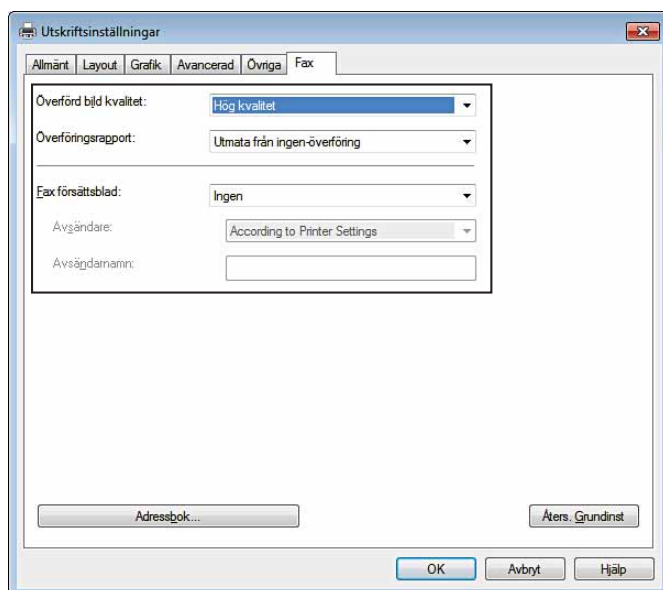 Utskriftsinställningar
Allmänt Layout Grafik Avancerad Övriga Fax
Överförd bild kvalitet: Hög kvalitet
Överföringsrapport: Utmata från ingen-överföring
Fax försättsblad: Ingen
Avsändare: According to Printer Settings
Avsändarnamn:
Adressbok... Åters. Grundinst
OK Avbryt Hjälp